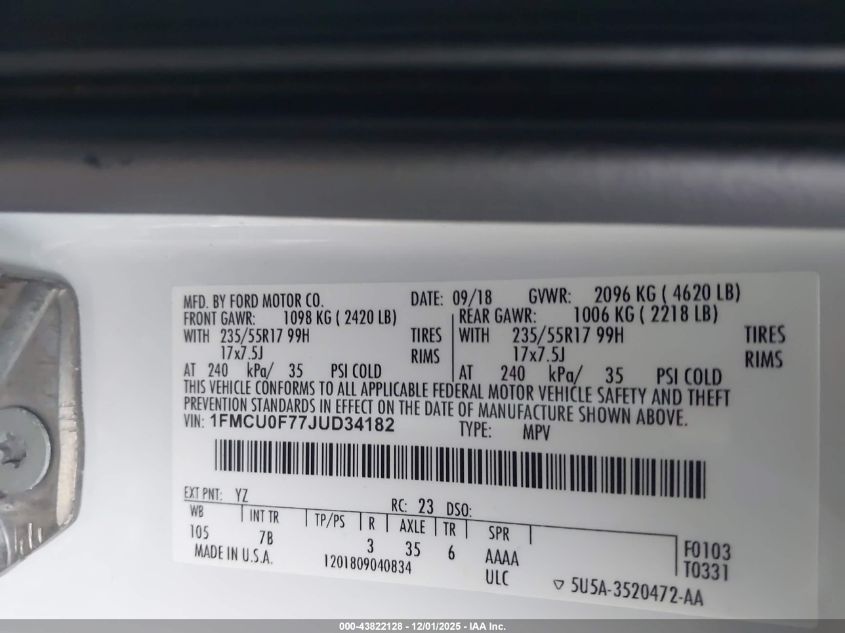 MFD. BY FORD MOTOR CO. DATE: 09/18 GVWR: 2096 KG ( 4620 LB)
FRONT GAWR: 1098 KG ( 2420 LB) REAR GAWR: 1006 KG ( 2218 LB)
WITH 235/55R17 99H TIRES WITH 235/55R17 99H TIRES
17x7.5J RIMS 17x7.5J RIMS
AT 240 kPa/ 35 PSI COLD AT 240 kPa/ 35 PSI COLD
THIS VEHICLE CONFORMS TO ALL APPLICABLE FEDERAL MOTOR VEHICLE SAFETY AND THEFT
PREVENTION STANDARDS IN EFFECT ON THE DATE OF MANUFACTURE SHOWN ABOVE.
VIN: 1FMCU0F77JUD34182 TYPE: MPV
EXT PNT: YZ RC: 23 DSO:
WB INT TR TP/PS R AXLE TR SPR
105 7B 3 35 6 AAAA F0103
MADE IN U.S.A. 1201809040834 ULC T0331
▽ 5U5A-3520472-AA
000-43822128 - 12/01/2025 - IAA Inc.